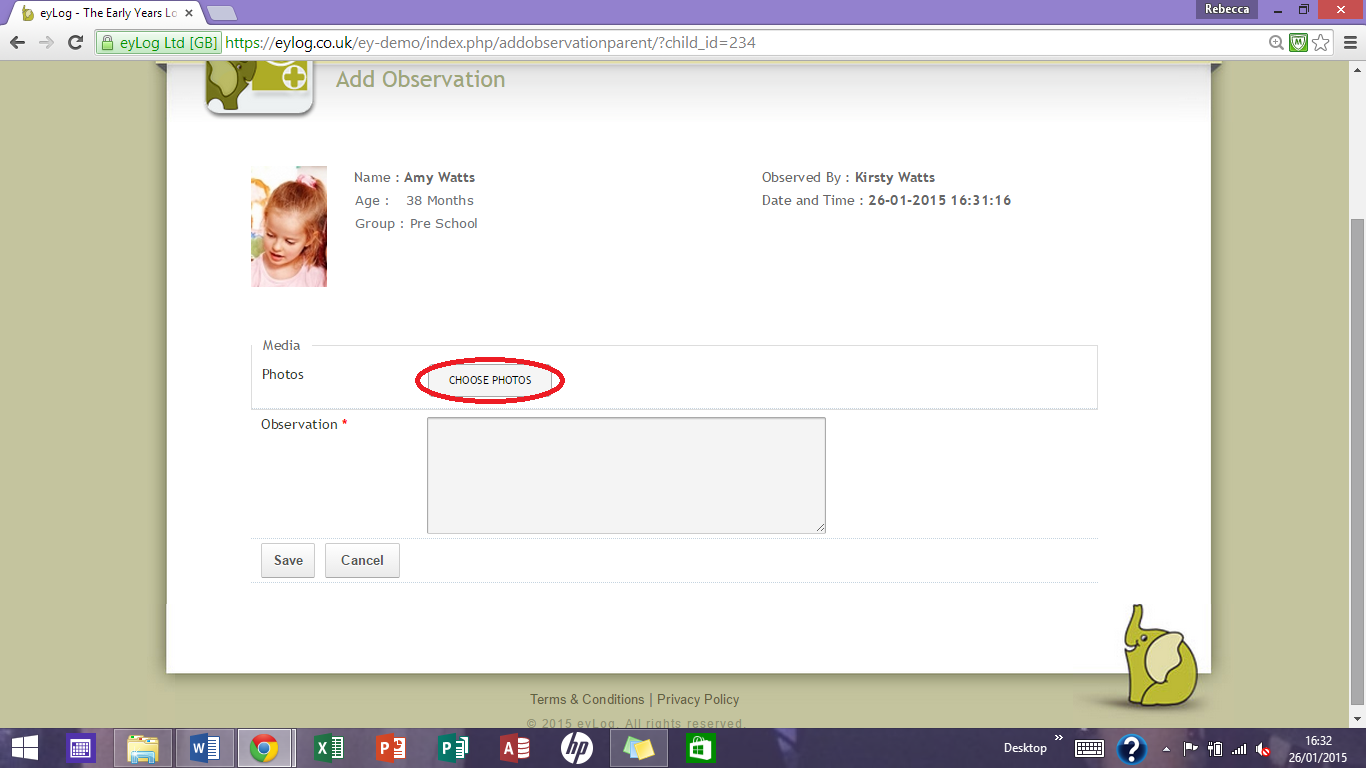 eyLog - The Early Years Lo
Rebecca
eyLog Ltd [GB] https://eylog.co.uk/ey-demo/index.php/addobservationparent/?child_id=234
Add Observation
Name : Amy Watts
Age : 38 Months
Group : Pre School
Observed By : Kirsty Watts
Date and Time : 26-01-2015 16:31:16
Media
Photos
CHOOSE PHOTOS
Observation *
Save
Cancel
Terms & Conditions | Privacy Policy
© 2015 eyLog. All rights reserved.
Desktop
16:32
26/01/2015